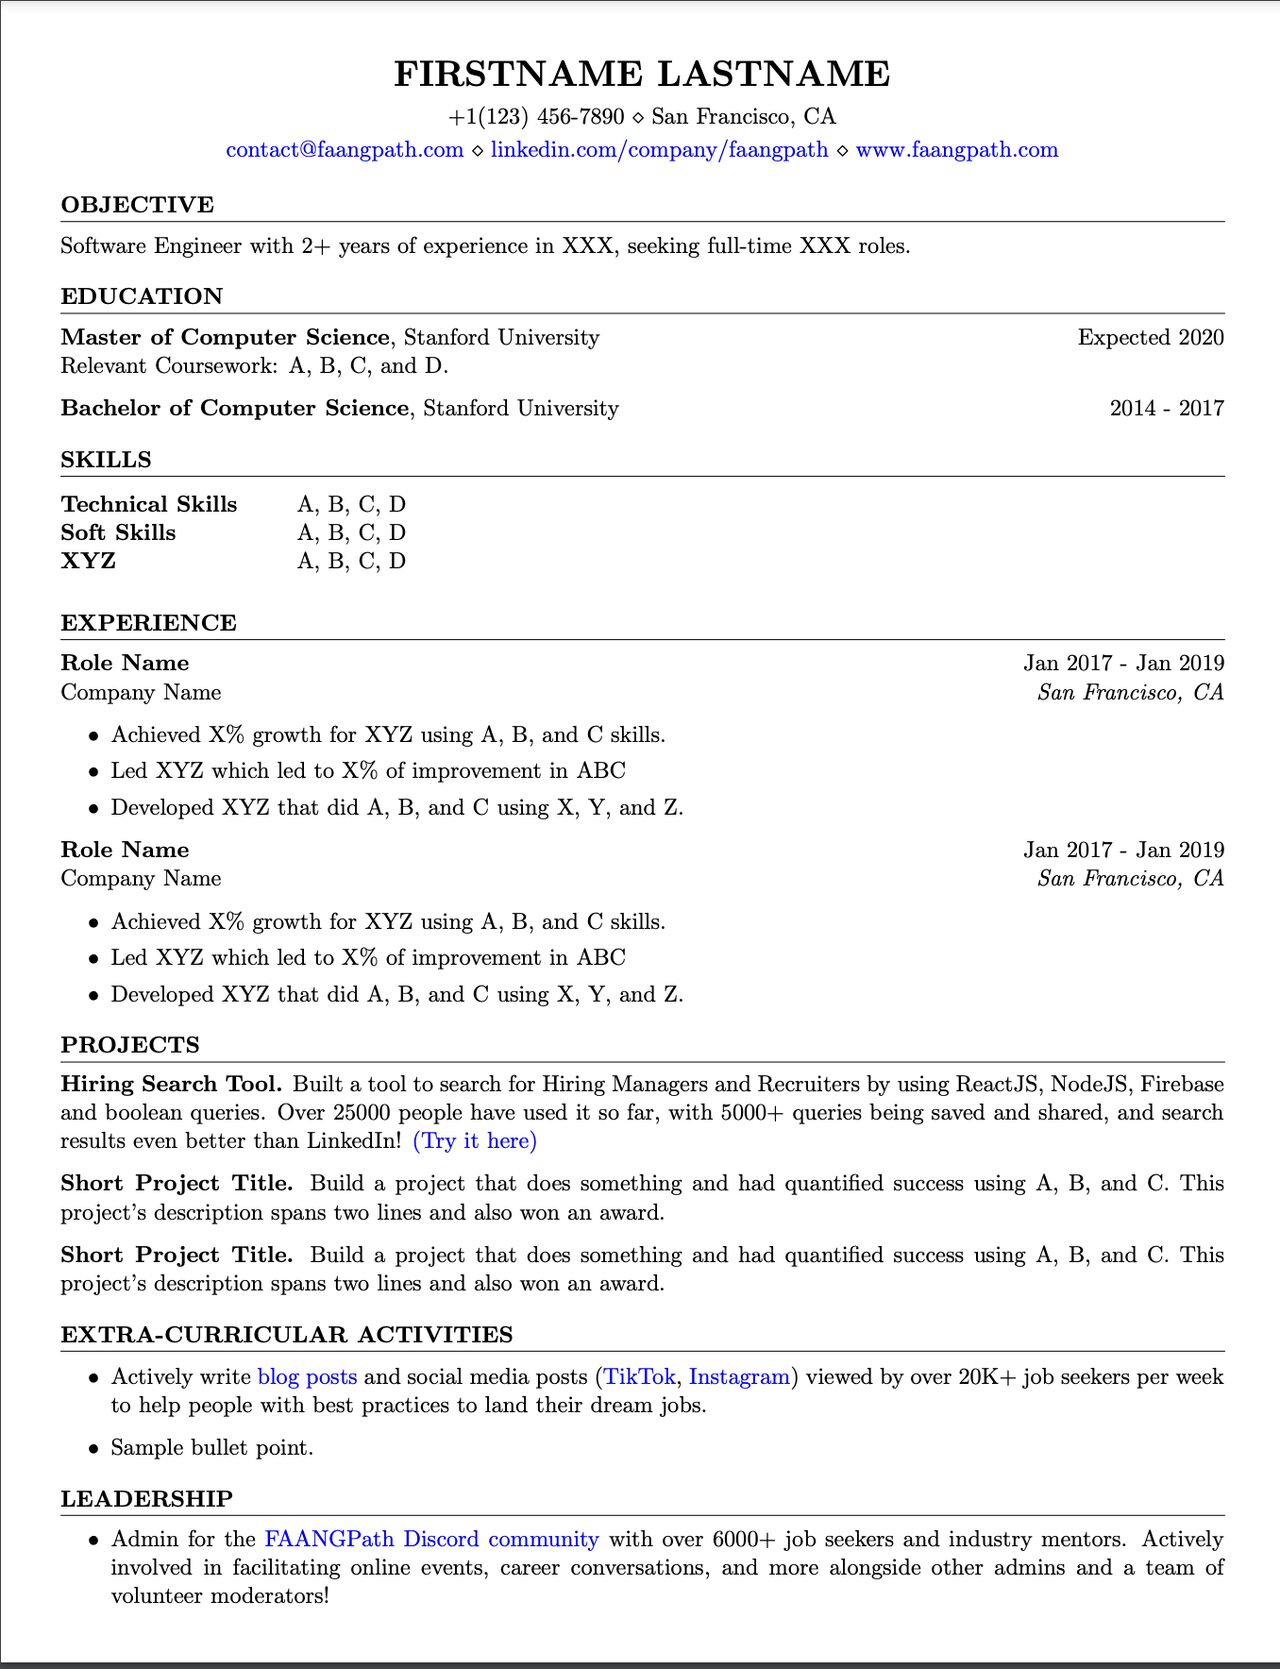 FIRSTNAME LASTNAME
+1(123) 456-7890 ⋄ San Francisco, CA
contact@faangpath.com ⋄ linkedin.com/company/faangpath ⋄ www.faangpath.com
OBJECTIVE
Software Engineer with 2+ years of experience in XXX, seeking full-time XXX roles.
EDUCATION
Master of Computer Science, Stanford University Expected 2020
Relevant Coursework: A, B, C, and D.
Bachelor of Computer Science, Stanford University 2014 - 2017
SKILLS
Technical Skills A, B, C, D
Soft Skills A, B, C, D
XYZ A, B, C, D
EXPERIENCE
Role Name Jan 2017 - Jan 2019
Company Name San Francisco, CA
• Achieved X% growth for XYZ using A, B, and C skills.
• Led XYZ which led to X% of improvement in ABC
• Developed XYZ that did A, B, and C using X, Y, and Z.
Role Name Jan 2017 - Jan 2019
Company Name San Francisco, CA
• Achieved X% growth for XYZ using A, B, and C skills.
• Led XYZ which led to X% of improvement in ABC
• Developed XYZ that did A, B, and C using X, Y, and Z.
PROJECTS
Hiring Search Tool. Built a tool to search for Hiring Managers and Recruiters by using ReactJS, NodeJS, Firebase
and boolean queries. Over 25000 people have used it so far, with 5000+ queries being saved and shared, and search
results even better than LinkedIn! (Try it here)
Short Project Title. Build a project that does something and had quantified success using A, B, and C. This
project's description spans two lines and also won an award.
Short Project Title. Build a project that does something and had quantified success using A, B, and C. This
project's description spans two lines and also won an award.
EXTRA-CURRICULAR ACTIVITIES
• Actively write blog posts and social media posts (TikTok, Instagram) viewed by over 20K+ job seekers per week
to help people with best practices to land their dream jobs.
• Sample bullet point.
LEADERSHIP
• Admin for the FAANGPath Discord community with over 6000+ job seekers and industry mentors. Actively
involved in facilitating online events, career conversations, and more alongside other admins and a team of
volunteer moderators!